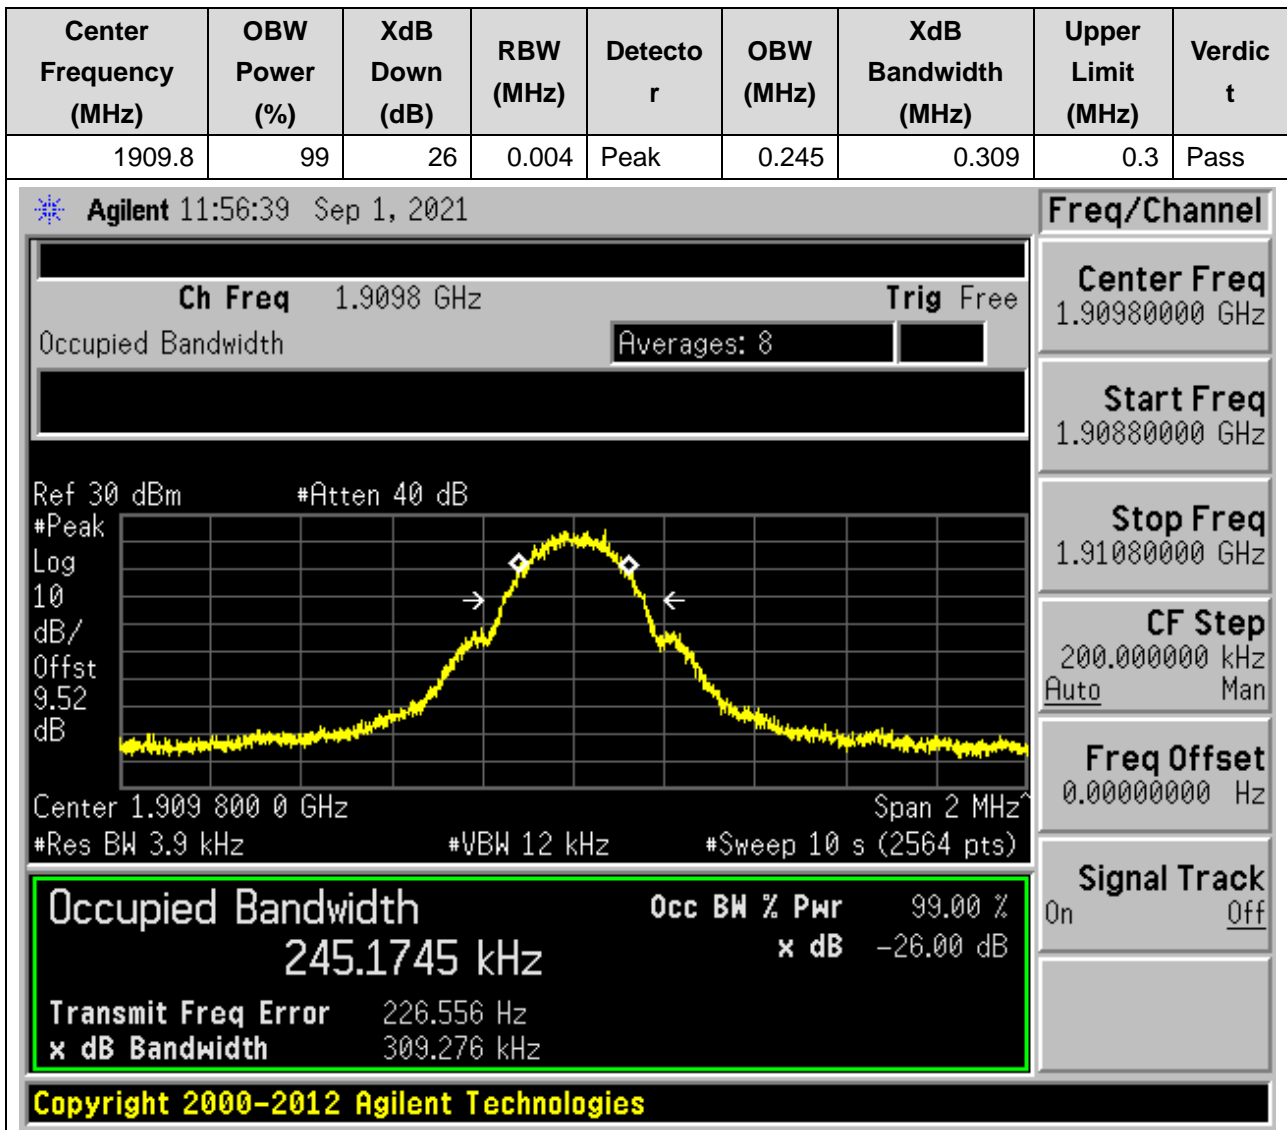 Center Frequency (MHz) OBW Power (%) XdB Down (dB) RBW (MHz) Detecto r OBW (MHz) XdB Bandwidth (MHz) Upper Limit (MHz) Verdic t
1909.8 99 26 0.004 Peak 0.245 0.309 0.3 Pass
Agilent 11:56:39 Sep 1, 2021
Ch Freq 1.9098 GHz Trig Free
Occupied Bandwidth Averages: 8
Ref 30 dBm #Atten 40 dB
#Peak
Log
10
dB/
Offst
9.52
dB
Center 1.909 800 0 GHz Span 2 MHz^
#Res BW 3.9 kHz #VBW 12 kHz #Sweep 10 s (2564 pts)
Occupied Bandwidth Occ BW % Pwr 99.00 %
245.1745 kHz x dB -26.00 dB
Transmit Freq Error 226.556 Hz
x dB Bandwidth 309.276 kHz
Copyright 2000-2012 Agilent Technologies
Freq/Channel
Center Freq
1.90980000 GHz
Start Freq
1.90880000 GHz
Stop Freq
1.91080000 GHz
CF Step
200.000000 kHz
Auto Man
Freq Offset
0.00000000 Hz
Signal Track
On Off